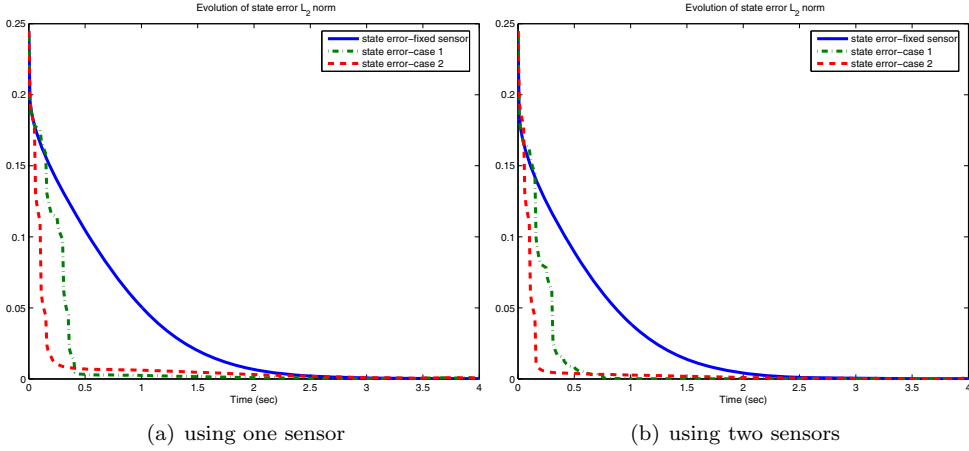 Evolution of state error L2 norm
0.25
0.2
0.15
0.1
0.05
0
state error-fixed sensor
state error-case 1
state error-case 2
0 0.5 1 1.5 2 2.5 3 3.5 4
Time (sec)
(a) using one sensor
Evolution of state error L2 norm
0.25
0.2
0.15
0.1
0.05
0
state error-fixed sensor
state error-case 1
state error-case 2
0.5 1 1.5 2 2.5 3 3.5 4
Time (sec)
(b) using two sensors